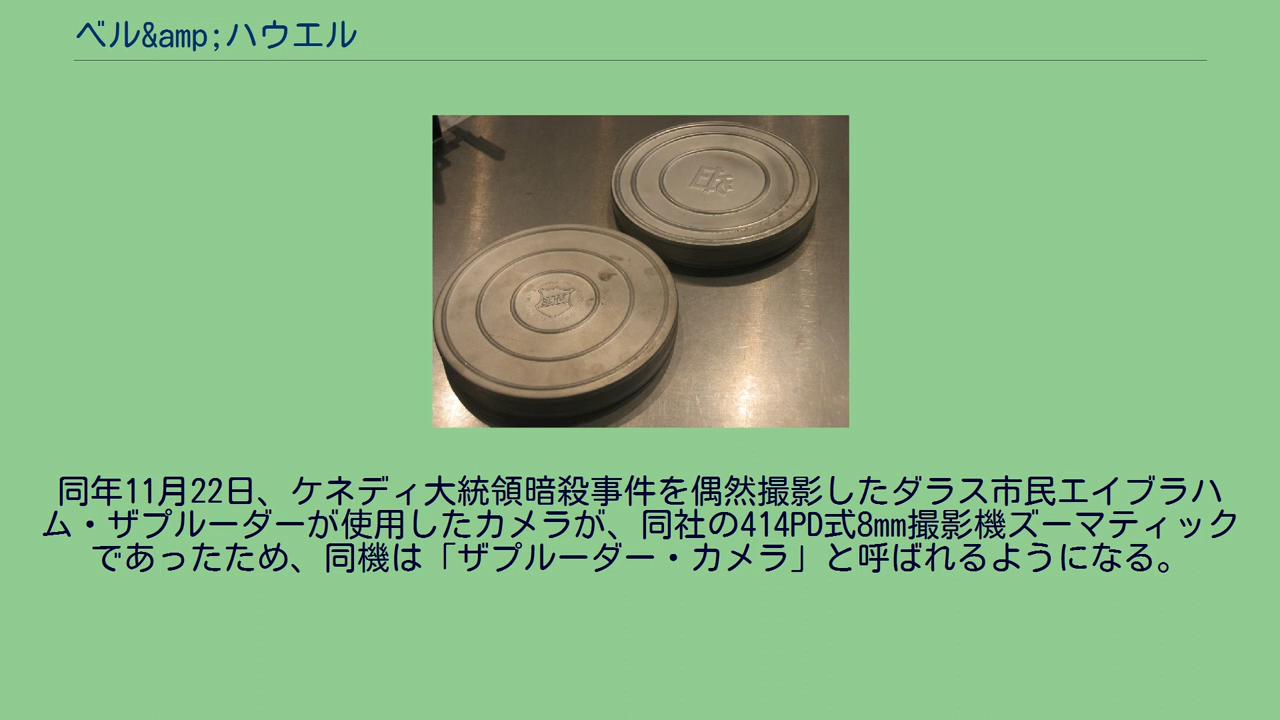 ベル&amp;ハウエル
同年11月22日、ケネディ大統領暗殺事件を偶然撮影したダラス市民エイブラハ
ム・ザプルーダーが使用したカメラが、同社の414PD式8mm撮影機ズーマティック
であったため、同機は「ザプルーダー・カメラ」と呼ばれるようになる。